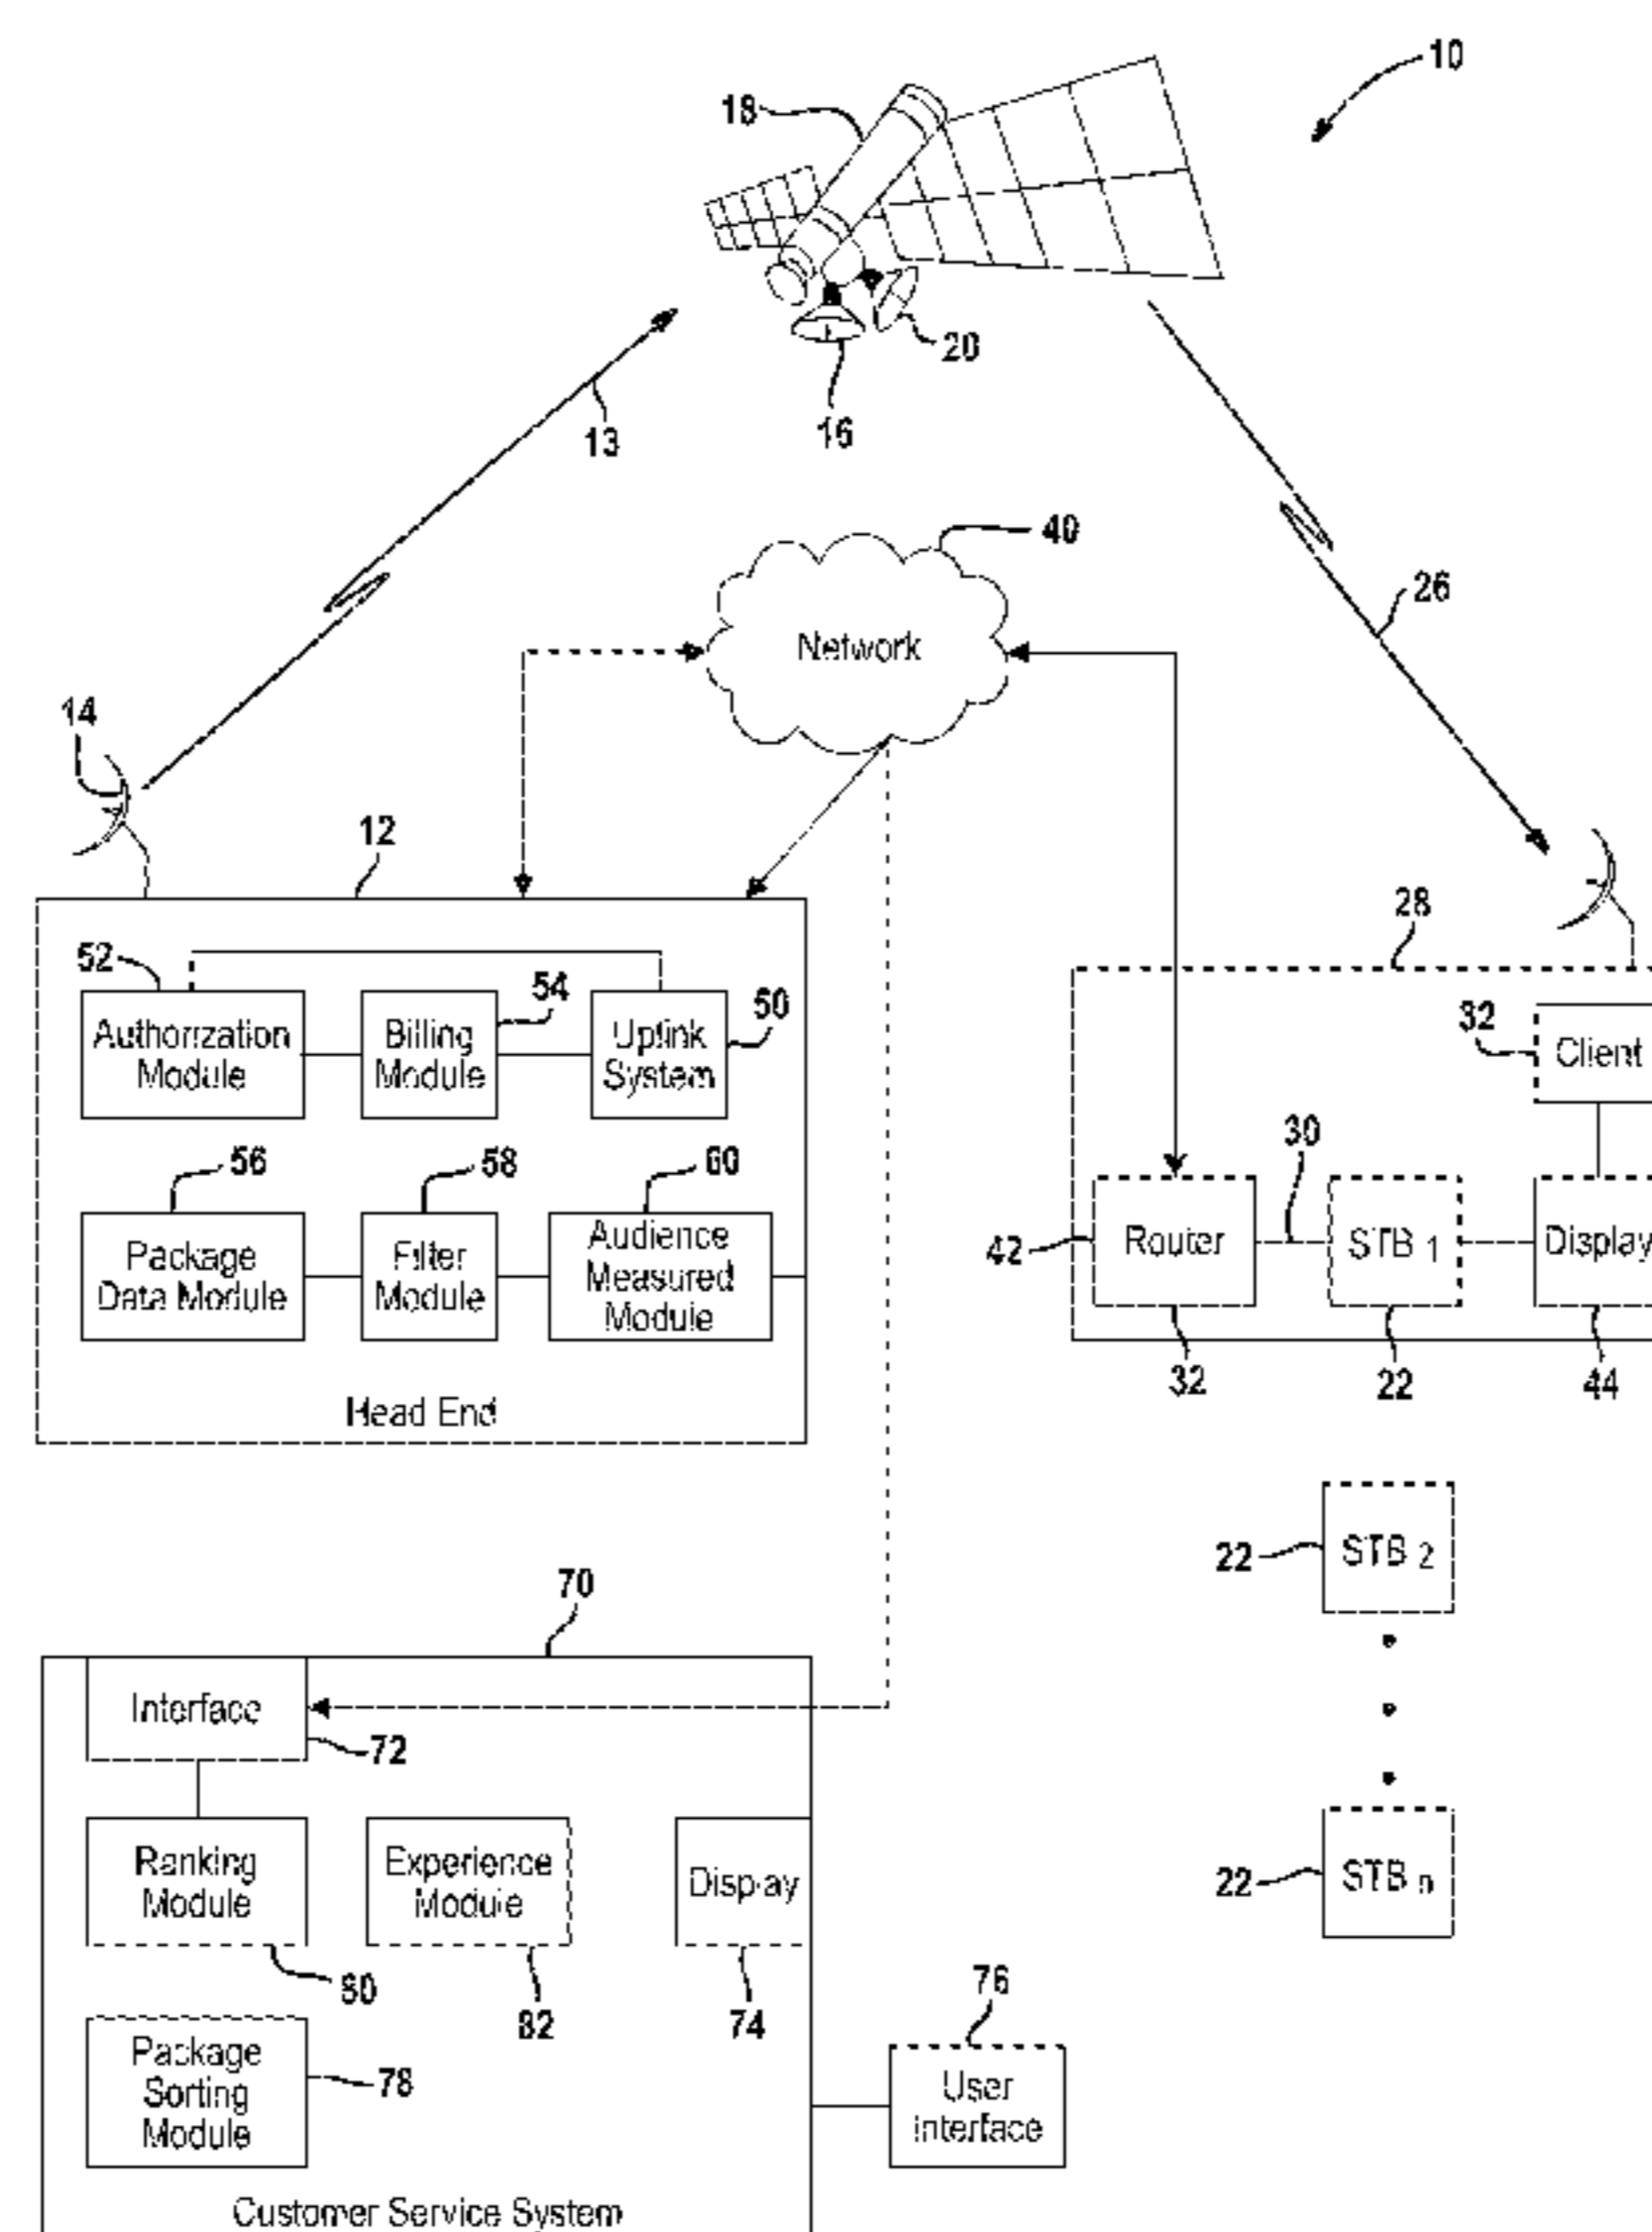 10
18
20
16
13
40
Network
26
14
12
28
52
54
50
Authorization
Module
Billing
Module
Uplink
System
32
Client
30
56
58
60
Package
Data Module
Filter
Module
Audience
Measured
Module
42
Router
STB 1
Display
32
22
44
Head End
22
STB 2
70
Interface
72
Ranking
Module
Experience
Module
Display
22
STB n
80
82
74
76
Package
Sorting
Module
78
User
Interface
Customer Service System